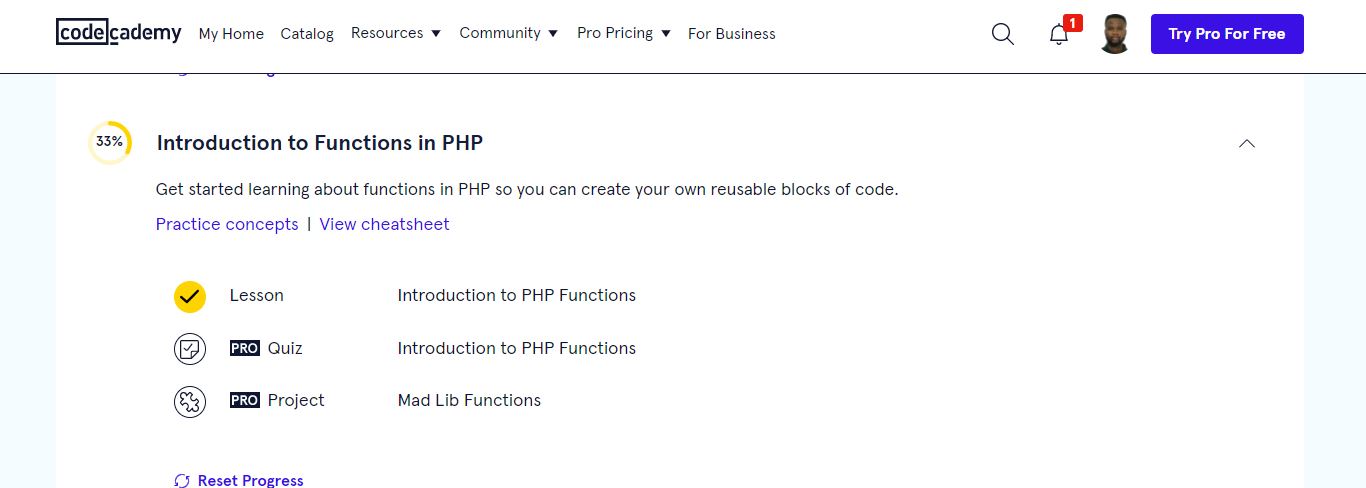 codecademy My Home Catalog Resources Community Pro Pricing For Business 1 Try Pro For Free
33% Introduction to Functions in PHP
Get started learning about functions in PHP so you can create your own reusable blocks of code.
Practice concepts | View cheatsheet
Lesson Introduction to PHP Functions
PRO Quiz Introduction to PHP Functions
PRO Project Mad Lib Functions
Reset Progress